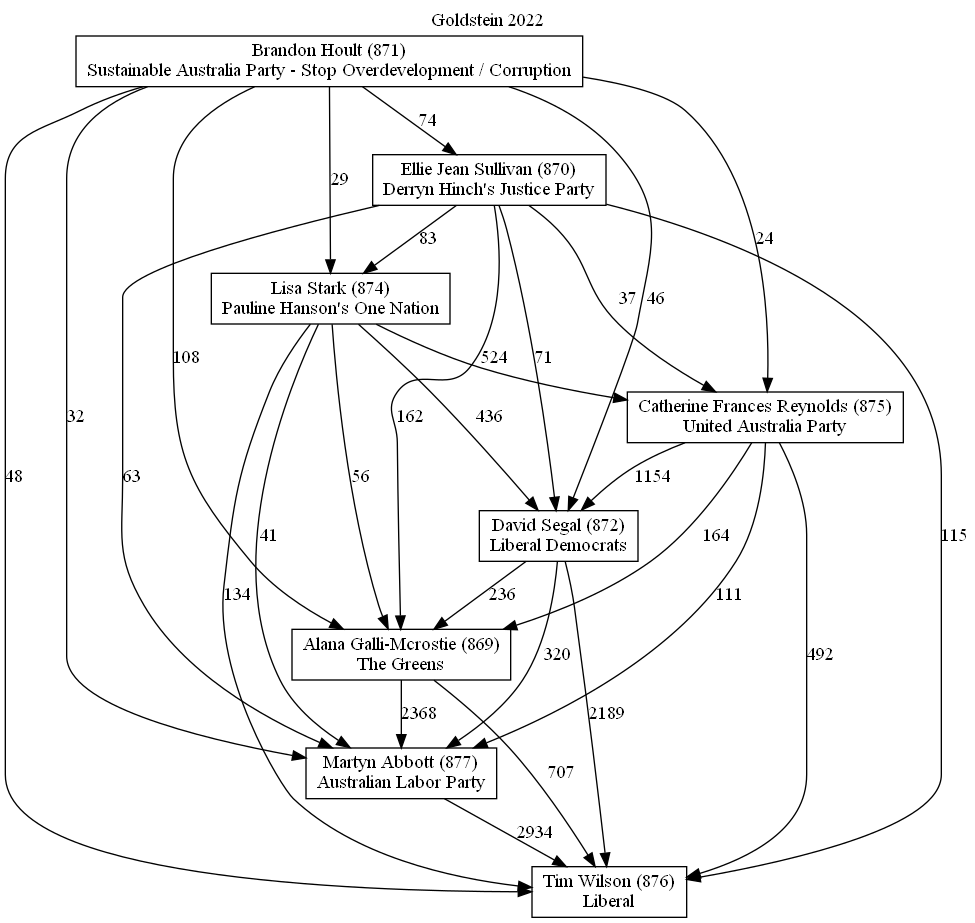 Goldstein 2022
Brandon Hoult (871)
Sustainable Australia Party - Stop Overdevelopment / Corruption
74
Ellie Jean Sullivan (870)
Derryn Hinch's Justice Party
29
83
24
Lisa Stark (874)
Pauline Hanson's One Nation
37
46
108
524
71
32
162
436
Catherine Frances Reynolds (875)
United Australia Party
48
63
56
1154
41
David Segal (872)
Liberal Democrats
164
115
134
236
111
Alana Galli-Mcrostie (869)
The Greens
320
492
2368
2189
Martyn Abbott (877)
Australian Labor Party
707
2934
Tim Wilson (876)
Liberal